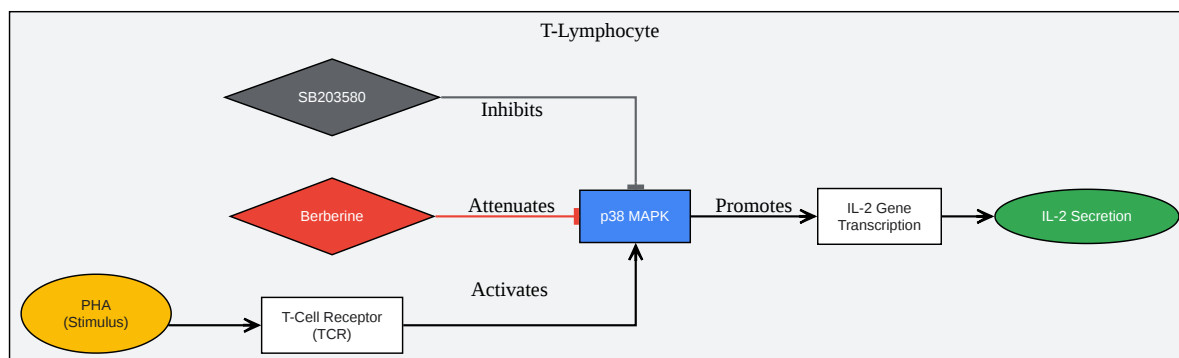 T-Lymphocyte
SB203580
Inhibits
Berberine
Attenuates
p38 MAPK
Promotes
IL-2 Gene
Transcription
IL-2 Secretion
PHA
(Stimulus)
T-Cell Receptor
(TCR)
Activates